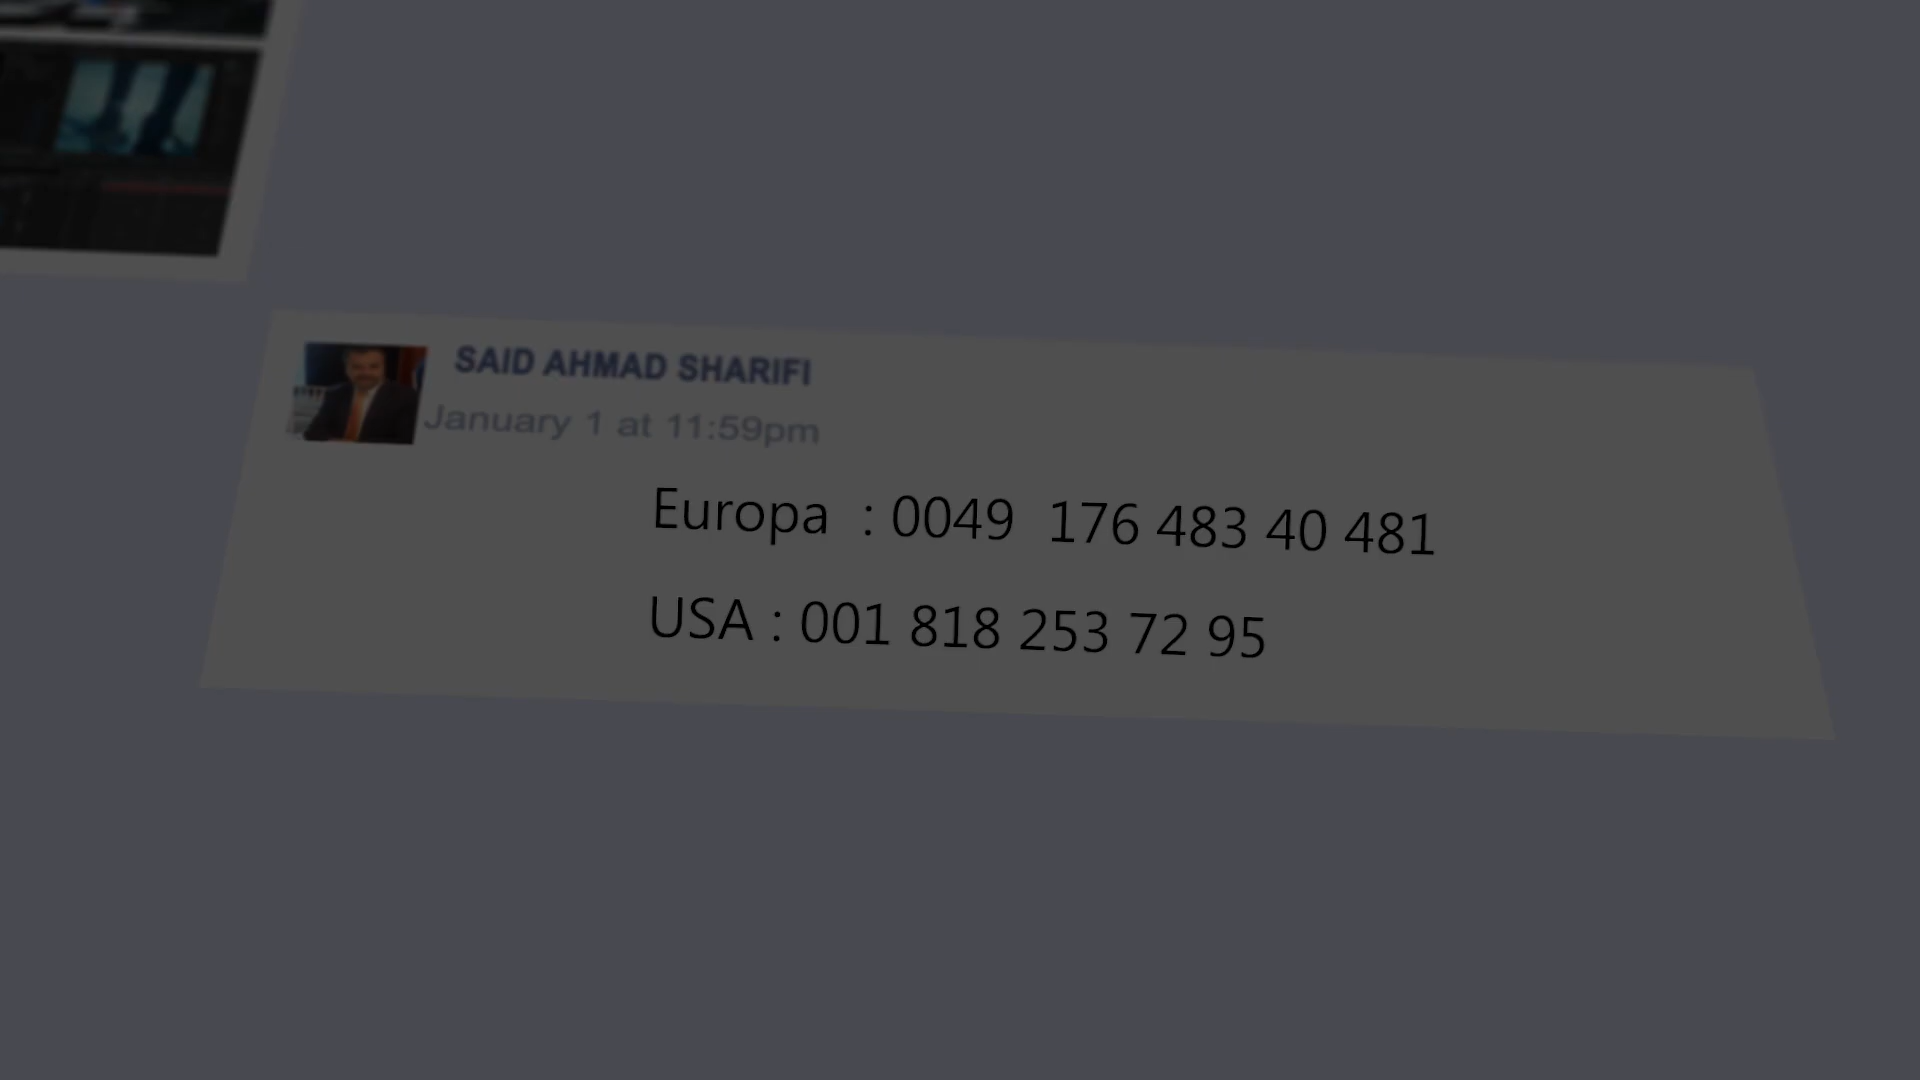 SAID AHMAD SHARIFI
January 1 at 11:59pm
Europa : 0049 176 483 40 481
USA : 001 818 253 72 95